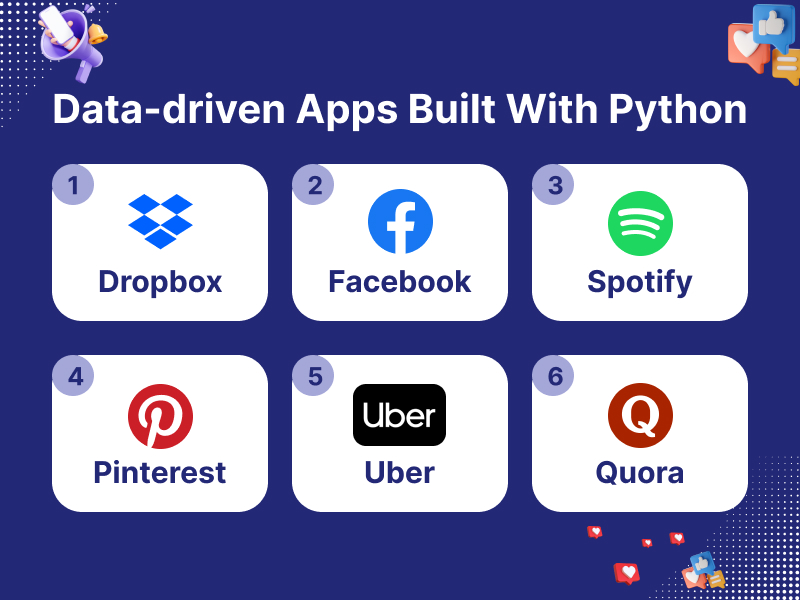 Data-driven Apps Built With Python
1
Dropbox
2
Facebook
3
Spotify
4
Pinterest
5
Uber
Uber
6
Quora